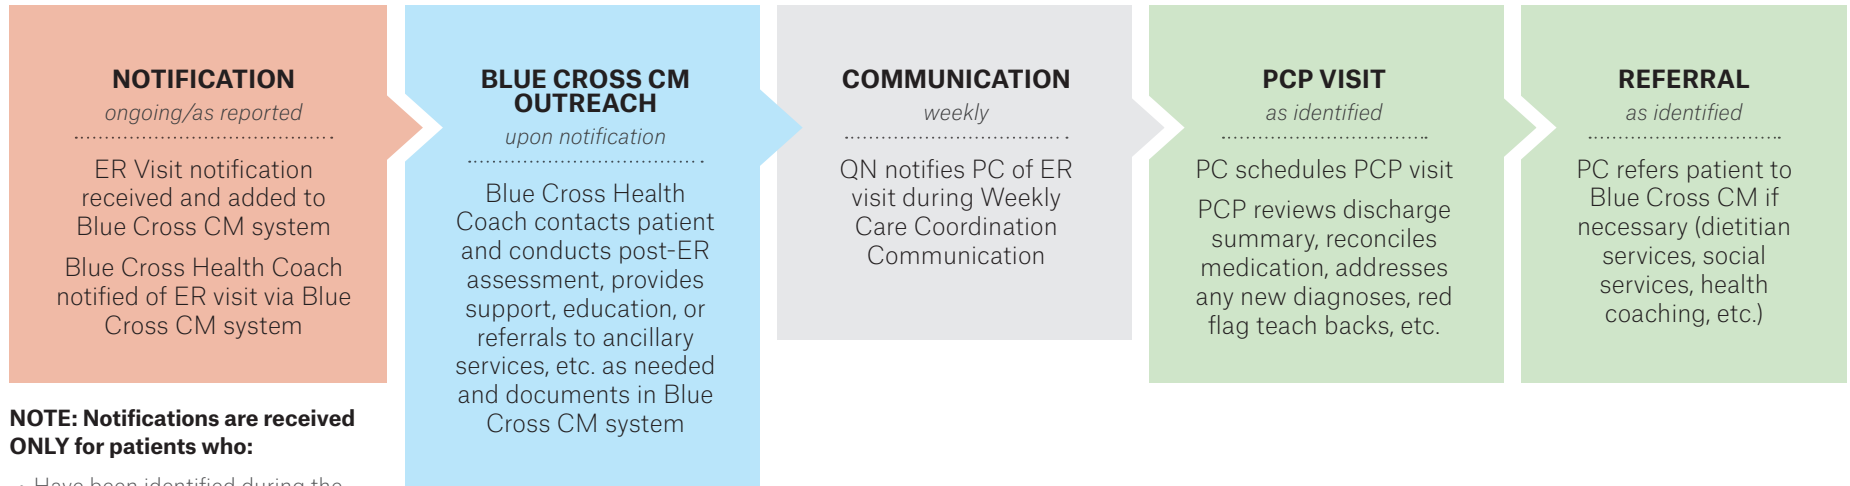 NOTIFICATION
ongoing/as reported
ER Visit notification
received and added to
Blue Cross CM system
Blue Cross Health Coach
notified of ER visit via Blue
Cross CM system
NOTE: Notifications are received
ONLY for patients who:
• Have been identified during the
BLUE CROSS CM
OUTREACH
upon notification
Blue Cross Health
Coach contacts patient
and conducts post-ER
assessment, provides
support, education, or
referrals to ancillary
services, etc. as needed
and documents in Blue
Cross CM system
COMMUNICATION
weekly
QN notifies PC of ER
visit during Weekly
Care Coordination
Communication
PCP VISIT
as identified
PC schedules PCP visit
PCP reviews discharge
summary, reconciles
medication, addresses
any new diagnoses, red
flag teach backs, etc.
REFERRAL
as identified
PC refers patient to
Blue Cross CM if
necessary (dietitian
services, social
services, health
coaching, etc.)